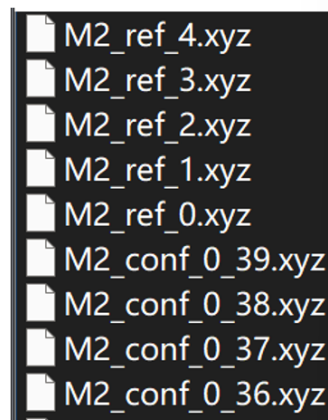 M2_ref_4.xyz
M2_ref_3.xyz
M2_ref_2.xyz
M2_ref_1.xyz
M2_ref_0.xyz
M2_conf_0_39.xyz
M2_conf_0_38.xyz
M2_conf_0_37.xyz
M2_conf_0_36.xyz